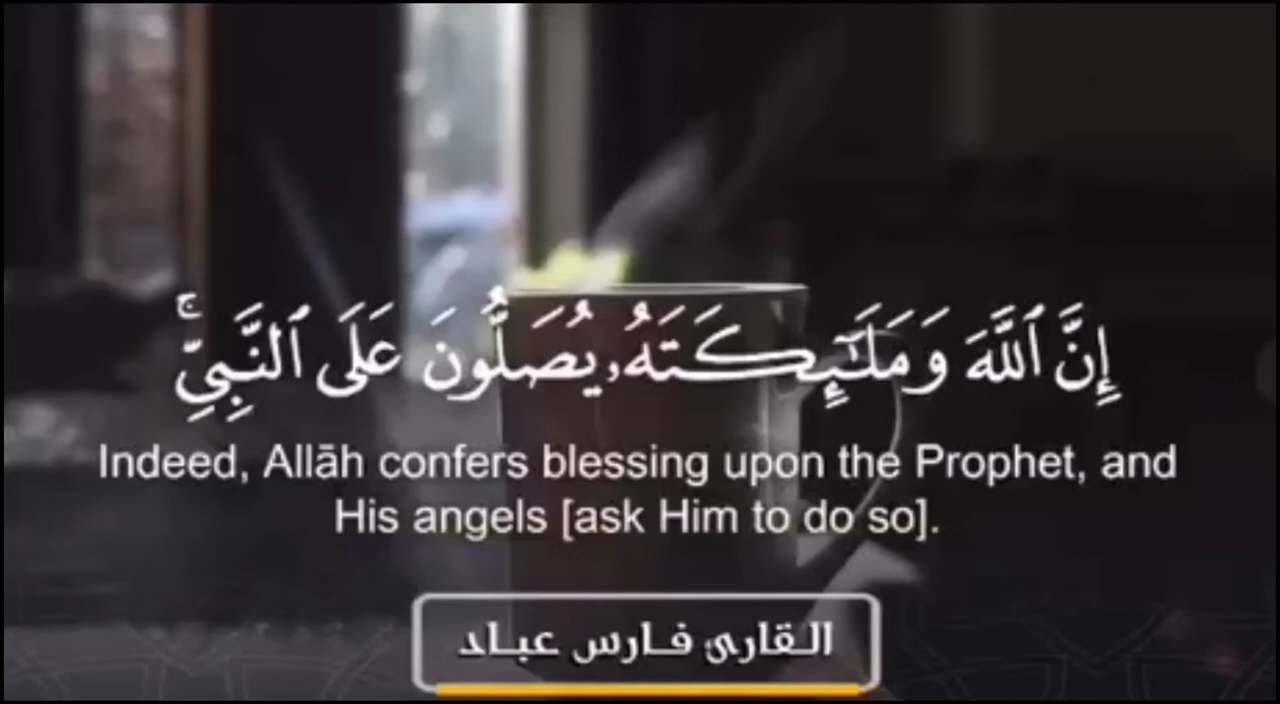 إِنَّ ٱللَّهَ وَمَلَـٰٓئِكَتَهُۥ يُصَلُّونَ عَلَى ٱلنَّبِىِّ ۚ
Indeed, Allāh confers blessing upon the Prophet, and
His angels [ask Him to do so].
القارئ فارس عباد